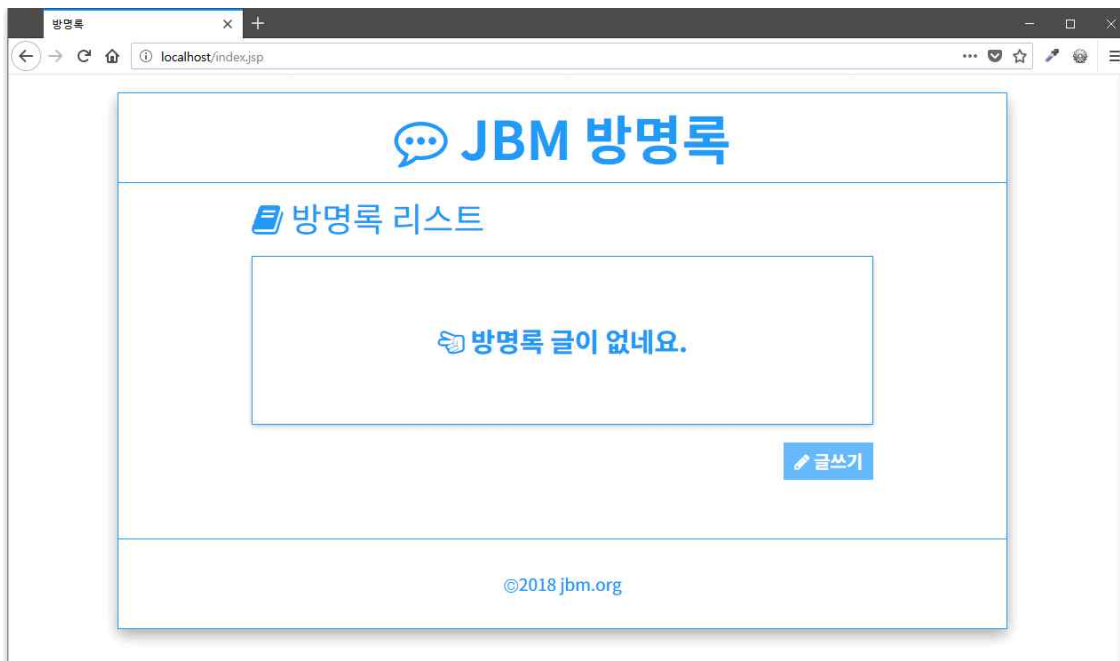 방명록
localhost/index.jsp
JBM 방명록
방명록 리스트
방명록 글이 없네요.
글쓰기
©2018 jbm.org